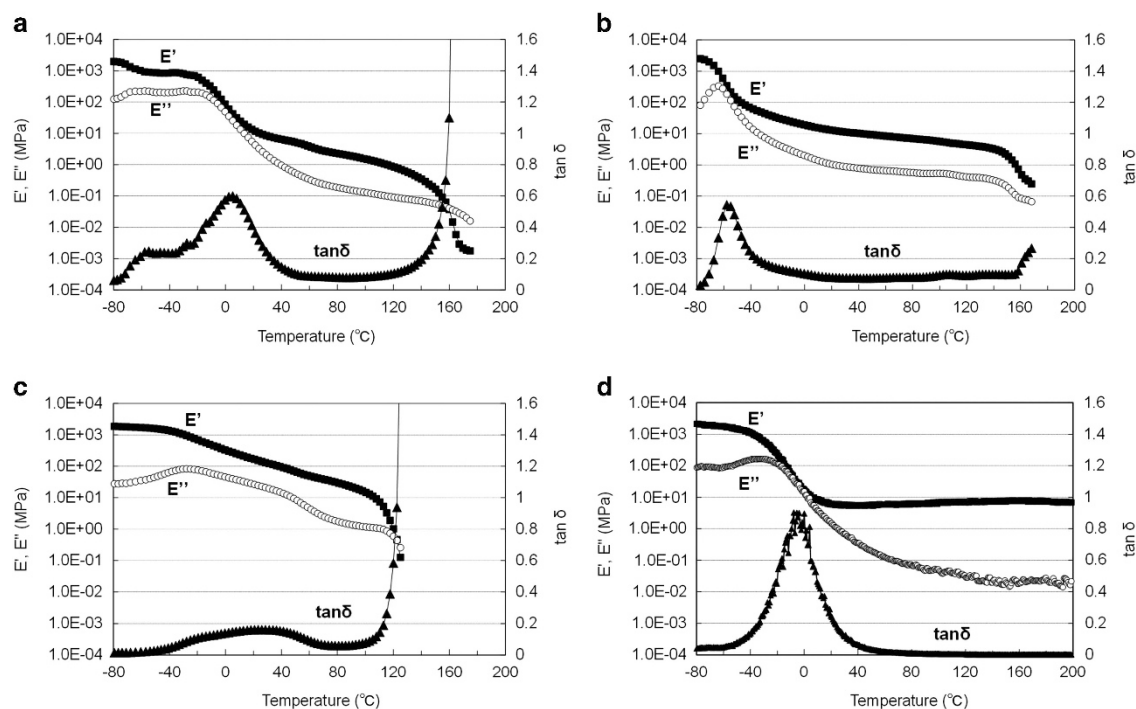 a
1.0E+04
1.0E+03
1.0E+02
1.0E+01
1.0E+00
1.0E-01
1.0E-02
1.0E-03
1.0E-04
E', E'' (MPa)
E'
E''
tanδ
1.6
1.4
1.2
1
0.8
0.6
0.4
0.2
0
tan δ
-80 -40 0 40 80 120 160 200
Temperature (℃)
b
1.0E+04
1.0E+03
1.0E+02
1.0E+01
1.0E+00
1.0E-01
1.0E-02
1.0E-03
1.0E-04
E', E'' (MPa)
E'
E''
tanδ
1.6
1.4
1.2
1
0.8
0.6
0.4
0.2
0
tan δ
-80 -40 0 40 80 120 160 200
Temperature (℃)
c
1.0E+04
1.0E+03
1.0E+02
1.0E+01
1.0E+00
1.0E-01
1.0E-02
1.0E-03
1.0E-04
E', E'' (MPa)
E'
E''
tanδ
1.6
1.4
1.2
1
0.8
0.6
0.4
0.2
0
tan δ
-80 -40 0 40 80 120 160 200
Temperature (℃)
d
1.0E+04
1.0E+03
1.0E+02
1.0E+01
1.0E+00
1.0E-01
1.0E-02
1.0E-03
1.0E-04
E', E'' (MPa)
E'
E''
tanδ
1.6
1.4
1.2
1
0.8
0.6
0.4
0.2
0
tan δ
-80 -40 0 40 80 120 160 200
Temperature (℃)